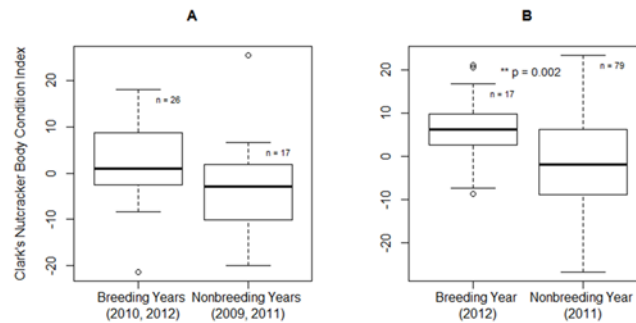 A
B
Clark's Nutcracker Body Condition Index
20
10
0
-10
-20
n = 26
n = 17
Breeding Years
(2010, 2012)
Nonbreeding Years
(2009, 2011)
20
10
0
-10
-20
** p = 0.002
n = 17
n = 79
Breeding Year
(2012)
Nonbreeding Year
(2011)